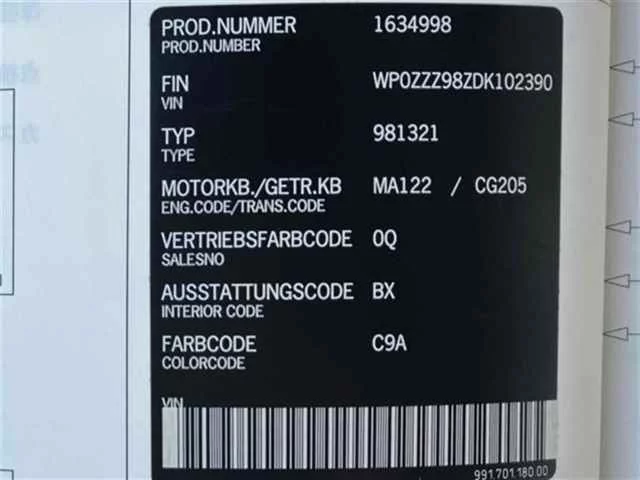 PROD.NUMMER 1634998
PROD.NUMBER
FIN WP0ZZZ98ZDK102390
VIN
TYP 981321
TYPE
MOTORKB./GETR.KB MA122 / CG205
ENG.CODE/TRANS.CODE
VERTRIEBSFARBCODE 0Q
SALESNO
AUSSTATTUNGSCODE BX
INTERIOR CODE
FARBCODE C9A
COLORCODE
VIN
991.701.180.00